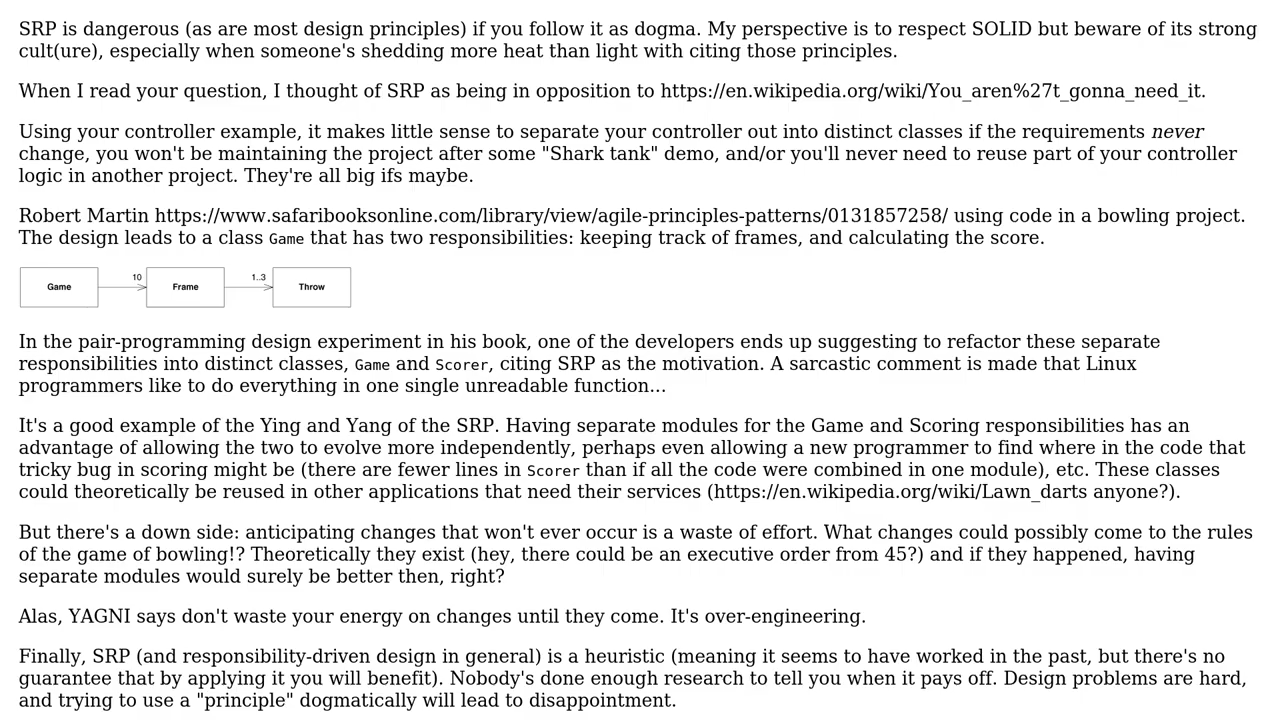 SRP is dangerous (as are most design principles) if you follow it as dogma. My perspective is to respect SOLID but beware of its strong
cult(ure), especially when someone's shedding more heat than light with citing those principles.
When I read your question, I thought of SRP as being in opposition to https://en.wikipedia.org/wiki/You_aren%27t_gonna_need_it.
Using your controller example, it makes little sense to separate your controller out into distinct classes if the requirements never
change, you won't be maintaining the project after some "Shark tank" demo, and/or you'll never need to reuse part of your controller
logic in another project. They're all big ifs maybe.
Robert Martin https://www.safaribooksonline.com/library/view/agile-principles-patterns/0131857258/ using code in a bowling project.
The design leads to a class Game that has two responsibilities: keeping track of frames, and calculating the score.
Game 10 Frame 1..3 Throw
In the pair-programming design experiment in his book, one of the developers ends up suggesting to refactor these separate
responsibilities into distinct classes, Game and Scorer, citing SRP as the motivation. A sarcastic comment is made that Linux
programmers like to do everything in one single unreadable function...
It's a good example of the Ying and Yang of the SRP. Having separate modules for the Game and Scoring responsibilities has an
advantage of allowing the two to evolve more independently, perhaps even allowing a new programmer to find where in the code that
tricky bug in scoring might be (there are fewer lines in Scorer than if all the code were combined in one module), etc. These classes
could theoretically be reused in other applications that need their services (https://en.wikipedia.org/wiki/Lawn_darts anyone?).
But there's a down side: anticipating changes that won't ever occur is a waste of effort. What changes could possibly come to the rules
of the game of bowling!? Theoretically they exist (hey, there could be an executive order from 45?) and if they happened, having
separate modules would surely be better then, right?
Alas, YAGNI says don't waste your energy on changes until they come. It's over-engineering.
Finally, SRP (and responsibility-driven design in general) is a heuristic (meaning it seems to have worked in the past, but there's no
guarantee that by applying it you will benefit). Nobody's done enough research to tell you when it pays off. Design problems are hard,
and trying to use a "principle" dogmatically will lead to disappointment.